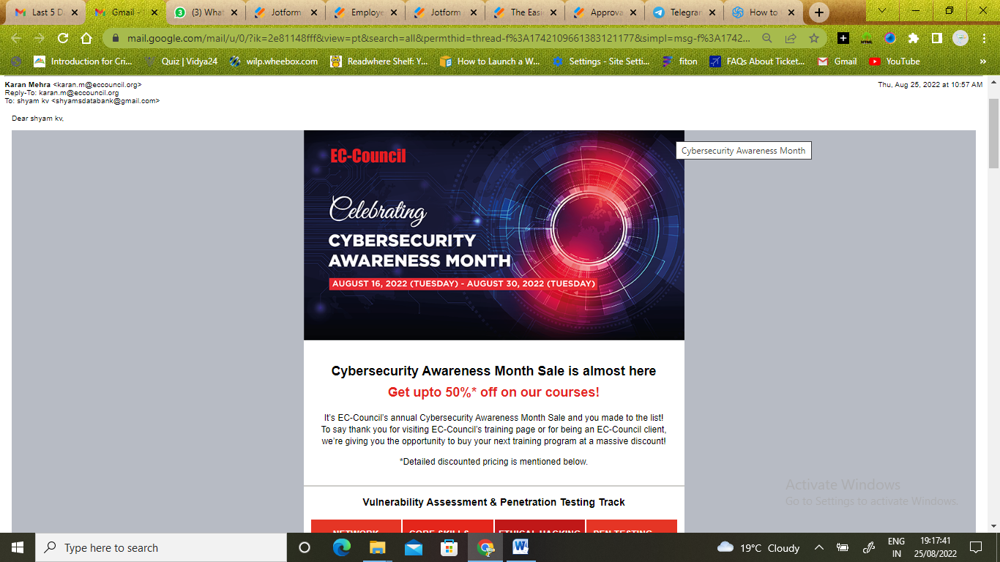 Last 5 D
Gmail -
(3) What
Jotform
Employe
Jotform
The Easi
Approva
Telegran
How to
mail.google.com/mail/u/0/?ik=2e81148fff&view=pt&search=all&permthid=thread-f%3A1742109661383121177&simpl=msg-f%3A1742...
Introduction for Cri...
Quiz | Vidya24
wilp.wheebox.com
Readwhere Shelf: Y...
How to Launch a W...
Settings - Site Setti...
fiton
FAQs About Ticket...
Gmail
YouTube
»
Karan Mehra <karan.m@eccouncil.org>
Thu, Aug 25, 2022 at 10:57 AM
Reply-To: karan.m@eccouncil.org
To: shyam kv <shyamsdatabank@gmail.com>
Dear shyam kv,
EC-Council
Cybersecurity Awareness Month
Celebrating
CYBERSECURITY
AWARENESS MONTH
AUGUST 16, 2022 (TUESDAY) - AUGUST 30, 2022 (TUESDAY)
Cybersecurity Awareness Month Sale is almost here
Get upto 50%* off on our courses!
It's EC-Council's annual Cybersecurity Awareness Month Sale and you made to the list!
To say thank you for visiting EC-Council's training page or for being an EC-Council client,
we're giving you the opportunity to buy your next training program at a massive discount!
*Detailed discounted pricing is mentioned below.
Activate Windows
Go to Settings to activate Windows.
Vulnerability Assessment & Penetration Testing Track
NETWORK
CORE SKILLS
ETHICAL HACKING
PEN TESTING
Type here to search
19°C Cloudy
ENG
IN
19:17:41
25/08/2022